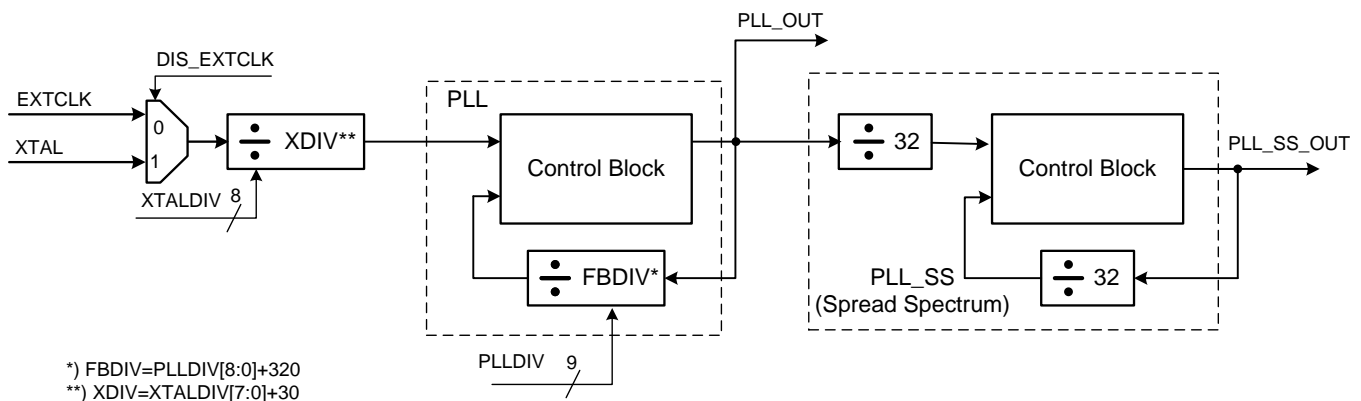 PLL_OUT
DIS_EXTCLK
EXTCLK
XTAL
0
1
÷ XDIV**
XTALDIV 8
PLL
Control Block
÷ FBDIV*
PLLDIV 9
÷ 32
Control Block
PLL_SS_OUT
÷ 32
PLL_SS
(Spread Spectrum)
*) FBDIV=PLLDIV[8:0]+320
**) XDIV=XTALDIV[7:0]+30